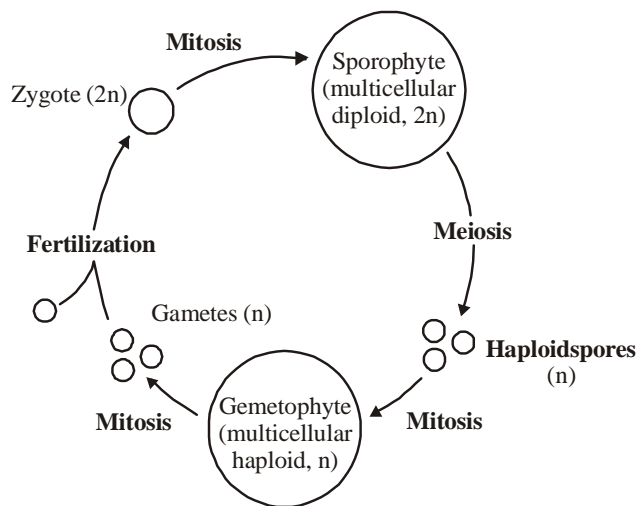 Mitosis
Sporophyte
(multicellular
diploid, 2n)
Zygote (2n)
Meiosis
Fertilization
Gametes (n)
Haploidspores
(n)
Gemetophyte
(multicellular
haploid, n)
Mitosis
Mitosis